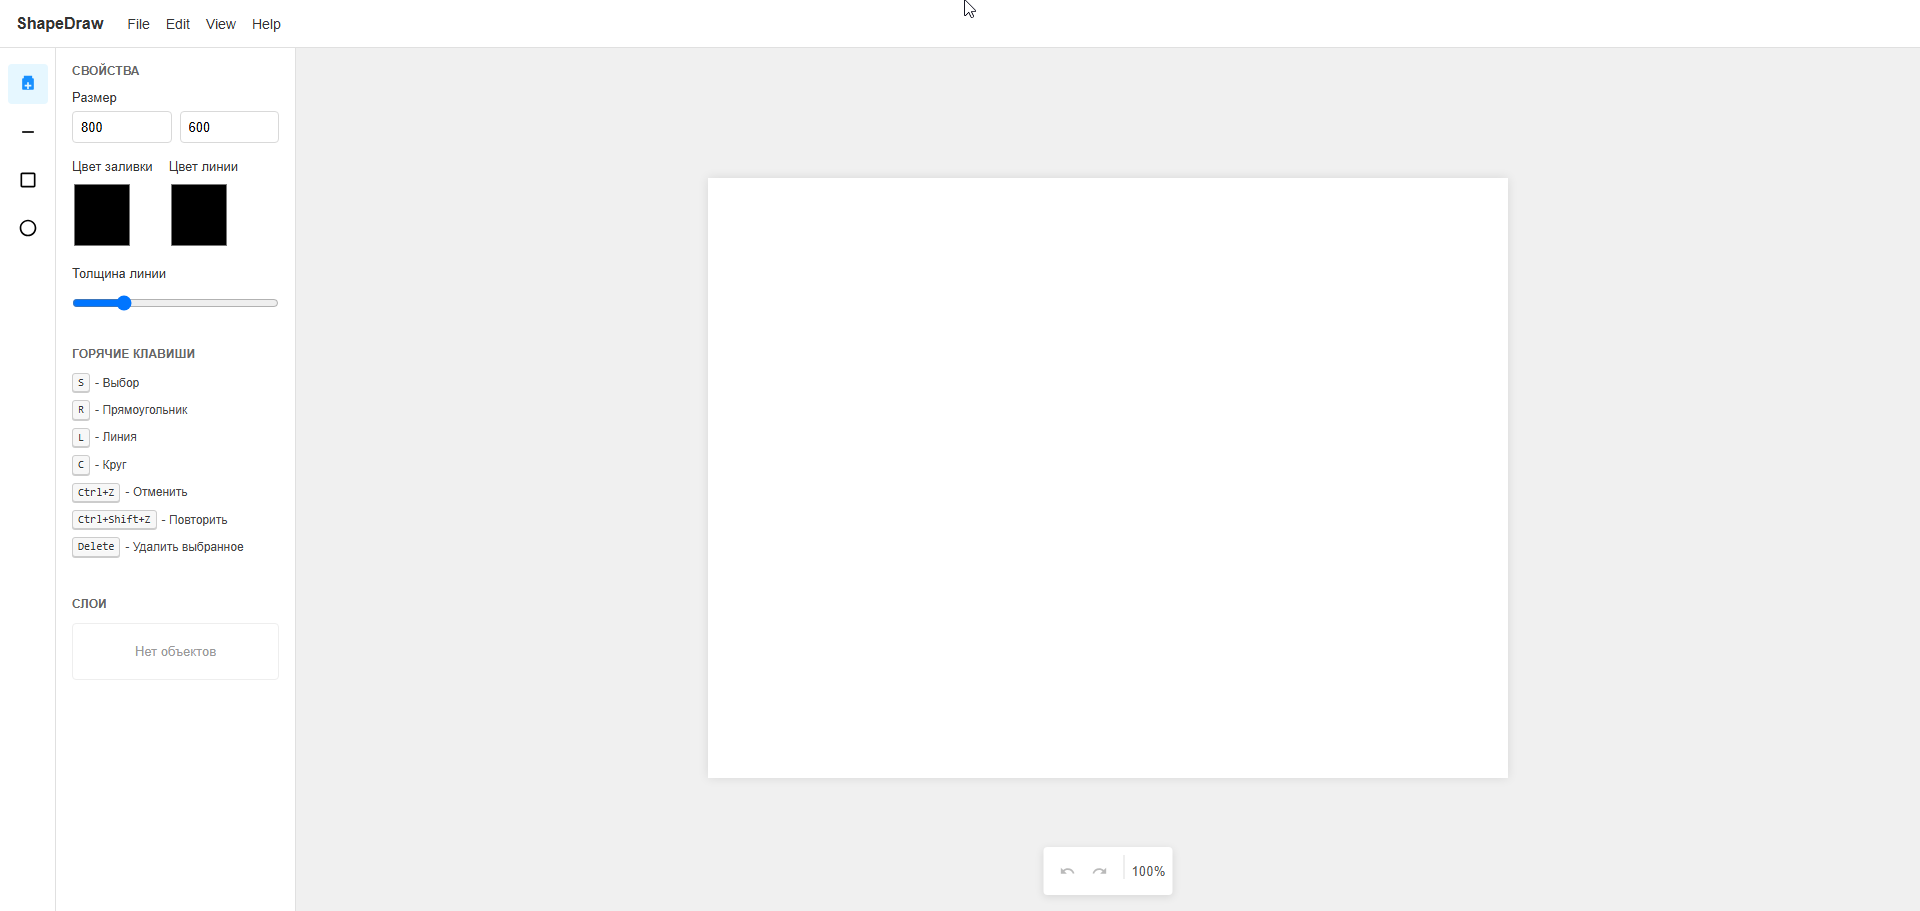 ShapeDraw File Edit View Help
СВОЙСТВА
Размер
800 600
Цвет заливки Цвет линии
Толщина линии
ГОРЯЧИЕ КЛАВИШИ
S - Выбор
R - Прямоугольник
L - Линия
C - Круг
Ctrl+Z - Отменить
Ctrl+Shift+Z - Повторить
Delete - Удалить выбранное
СЛОИ
Нет объектов
100%